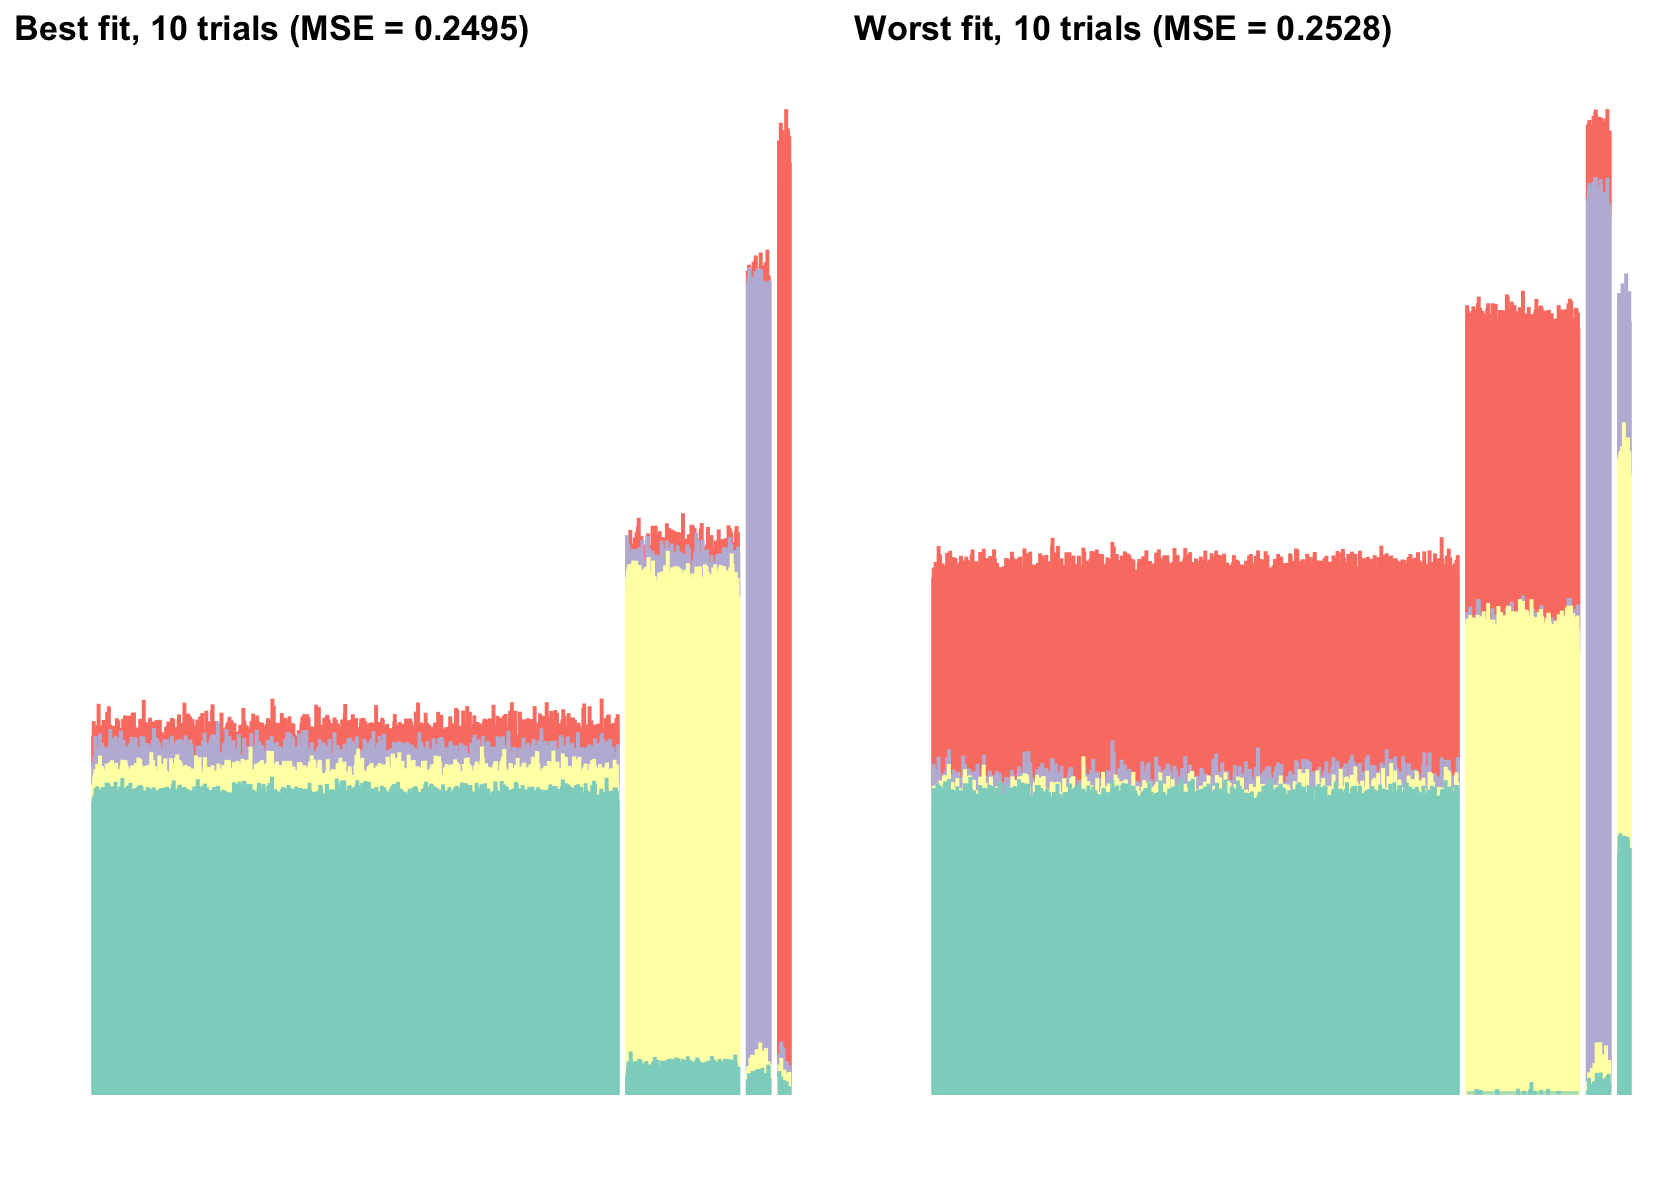 Best fit, 10 trials (MSE = 0.2495)
Worst fit, 10 trials (MSE = 0.2528)